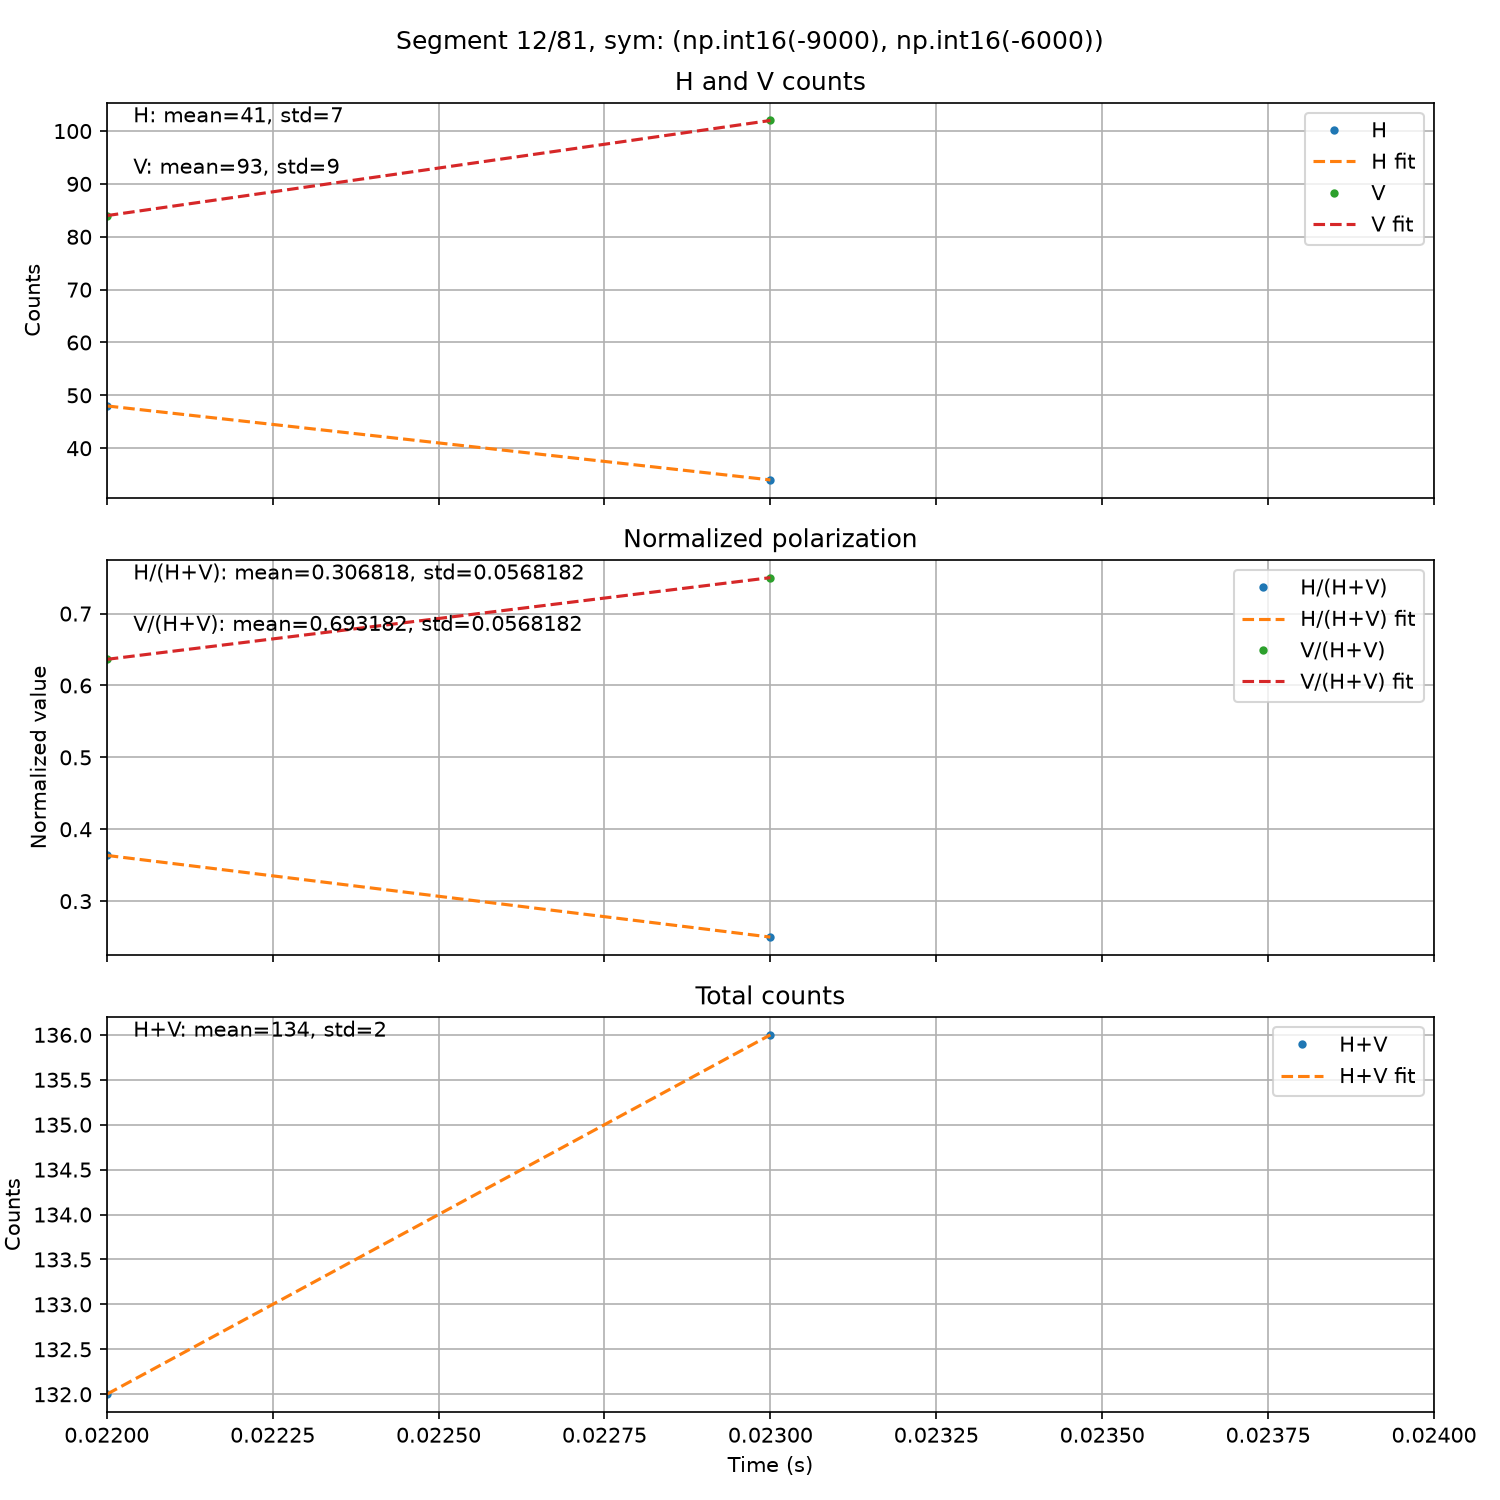 Segment 12/81, sym: (np.int16(-9000), np.int16(-6000))
H and V counts
H: mean=41, std=7
V: mean=93, std=9
100
90
80
70
60
50
40
Counts
H
H fit
V
V fit
Normalized polarization
H/(H+V): mean=0.306818, std=0.0568182
V/(H+V): mean=0.693182, std=0.0568182
0.7
0.6
0.5
0.4
0.3
Normalized value
H/(H+V)
H/(H+V) fit
V/(H+V)
V/(H+V) fit
Total counts
H+V: mean=134, std=2
136.0
135.5
135.0
134.5
134.0
133.5
133.0
132.5
132.0
Counts
H+V
H+V fit
0.02200 0.02225 0.02250 0.02275 0.02300 0.02325 0.02350 0.02375 0.02400
Time (s)